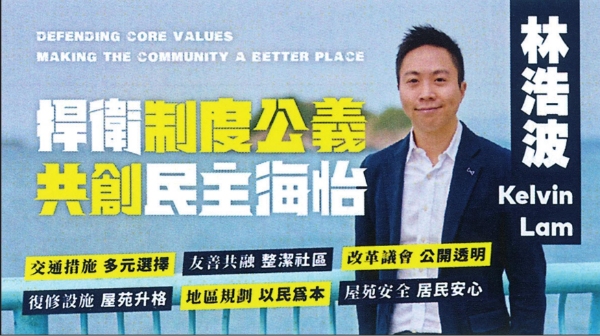 DEFENDING CORE VALUES
MAKING THE COMMUNITY A BETTER PLACE
捍衛制度公義
共創民主海怡
林浩波
Kelvin
Lam
交通措施 多元選擇
友善共融 整潔社區
改革議會 公開透明
復修設施 屋苑升格
地區規劃 以民為本
屋苑安全 居民安心